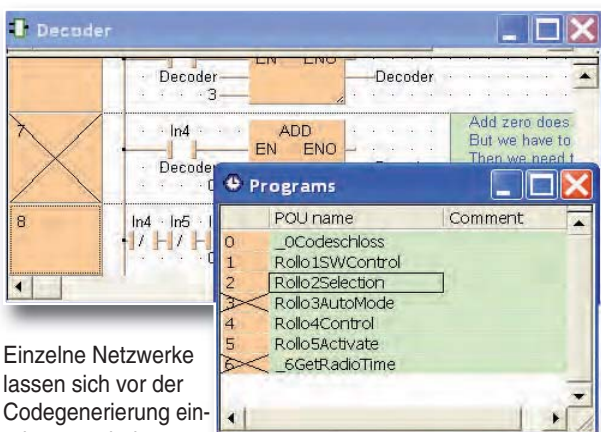 Decoder
EN ENO
Decoder Decoder
3
7
In4 ADD
EN ENO
Decoder
Add zero does
But we have to
Then we need t
8
In4 In5
Programs
POU name Comment
0 _0Codeschloss
1 Rollo1SWControl
2 Rollo2Selection
3 Rollo3AutoMode
4 Rollo4Control
5 Rollo5Activate
6 _6GetRadioTime
Einzelne Netzwerke
lassen sich vor der
Codegenerierung ein-